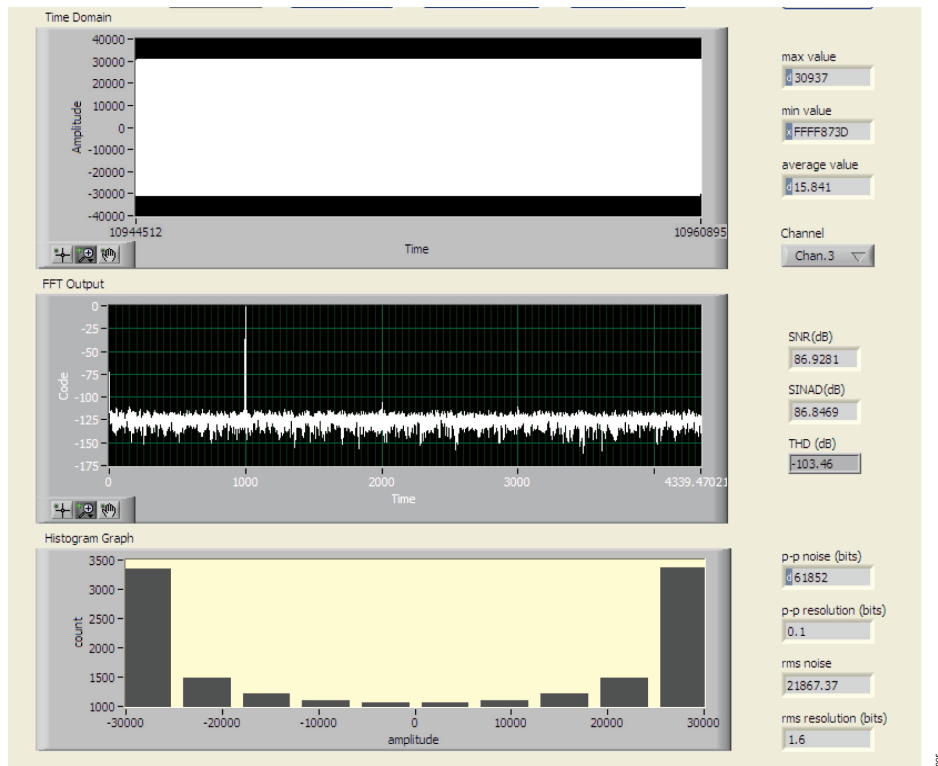 Time Domain
40000
30000
20000
10000
0
-10000
-20000
-30000
-40000
Amplitude
10944512
10960895
Time
max value
d 30937
min value
x FFFF873D
average value
d 15.841
Channel
Chan.3
FFT Output
0
-25
-50
-75
-100
-125
-150
-175
Code
0
1000
2000
3000
4339.47021
Time
SNR(dB)
86.9281
SINAD(dB)
86.8469
THD (dB)
-103.46
Histogram Graph
3500
3000
2500
2000
1500
1000
count
-30000
-20000
-10000
0
10000
20000
30000
amplitude
p-p noise (bits)
d 61852
p-p resolution (bits)
0.1
rms noise
21867.37
rms resolution (bits)
1.6